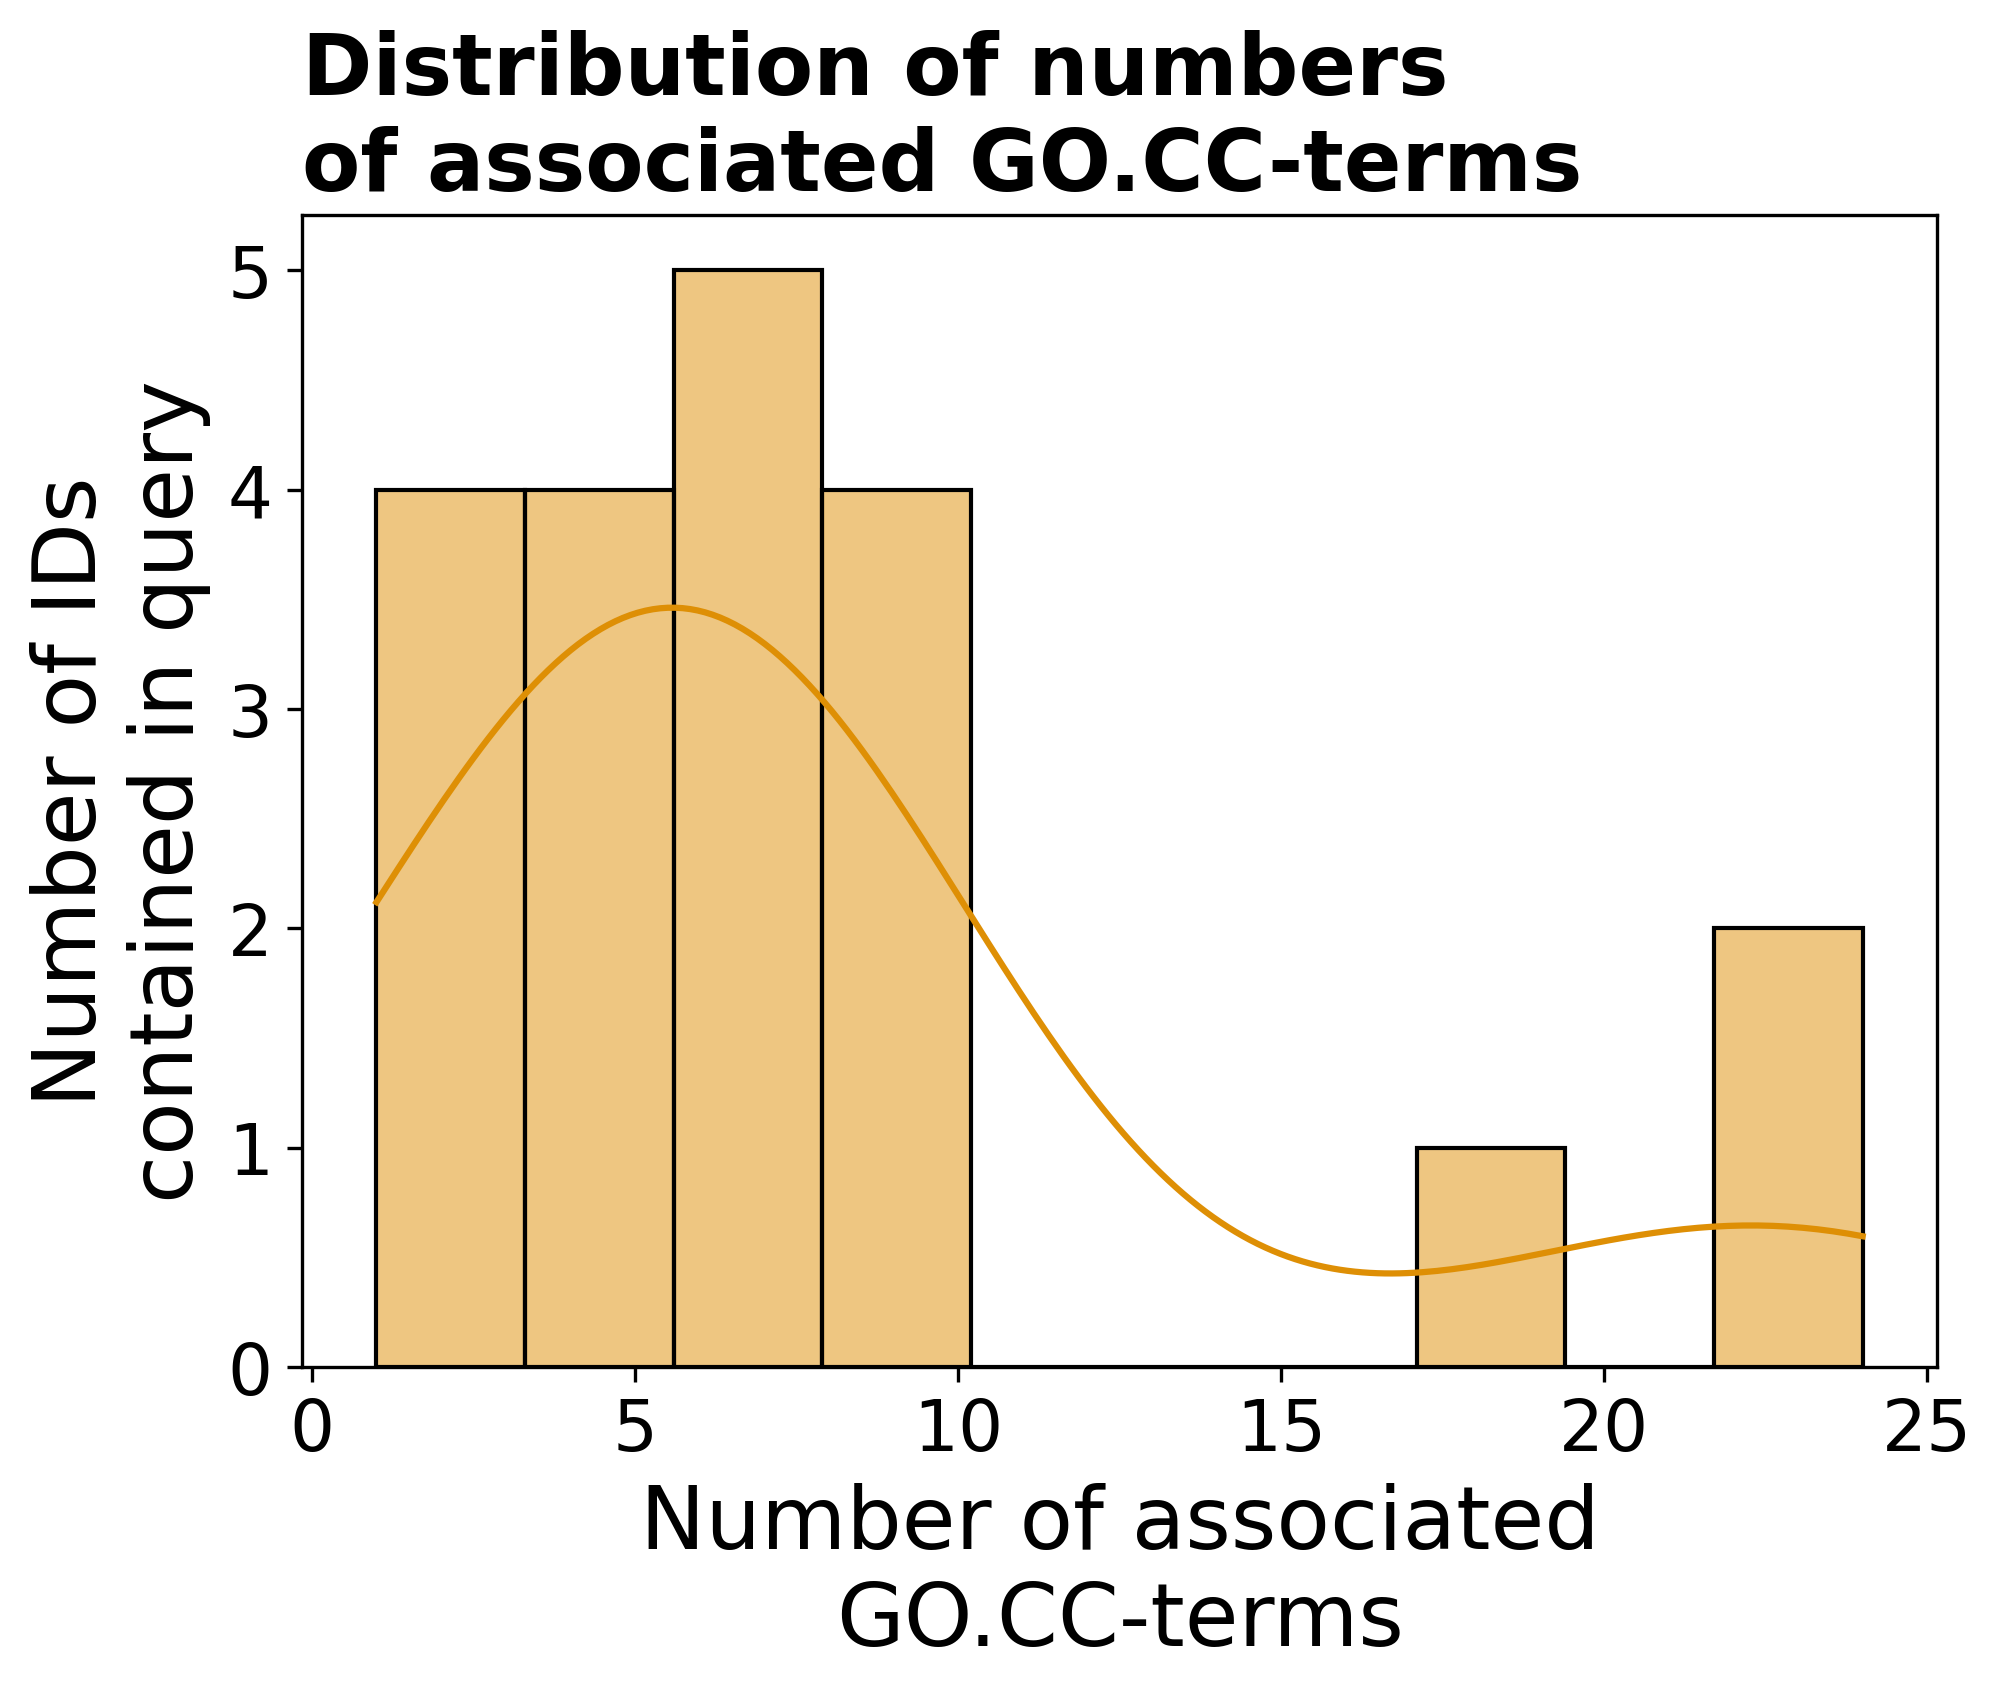 Distribution of numbers
of associated GO.CC-terms
Number of IDs
contained in query
5
4
3
2
1
0
0 5 10 15 20 25
Number of associated
GO.CC-terms